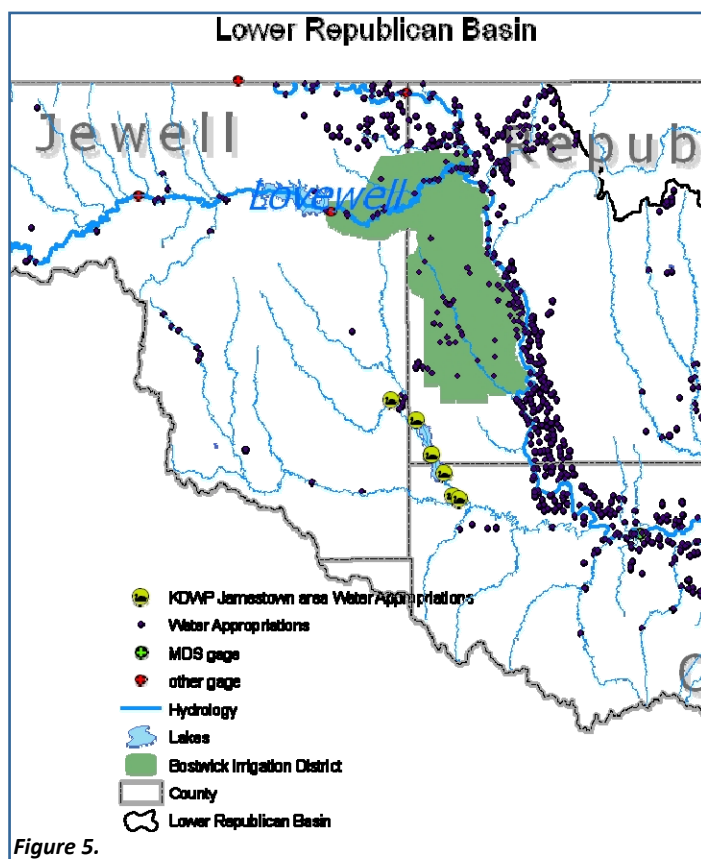 Lower Republican Basin
Jewell
Repub
Lovewell
KDWP Jamestown area Water Appropriations
Water Appropriations
MDS gage
other gage
Hydrology
Lakes
Bostwick Irrigation District
County
Lower Republican Basin
C
Figure 5.